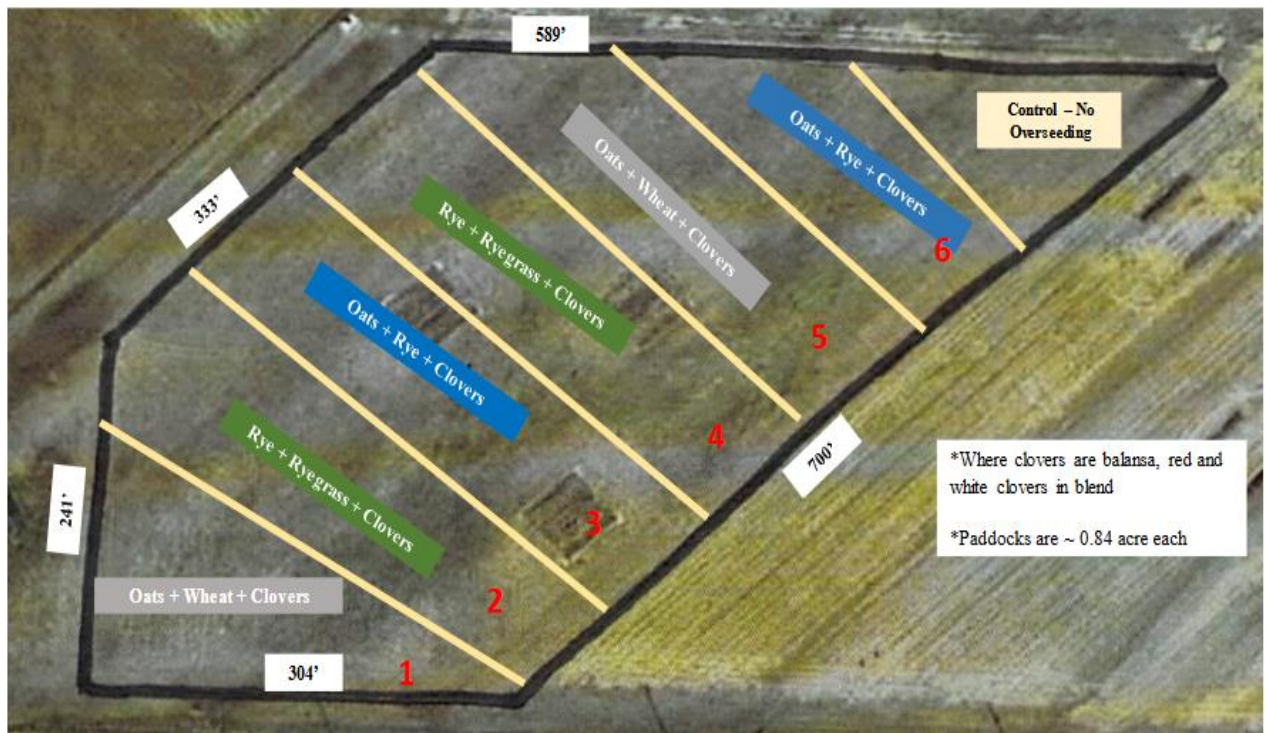 589’
Control – No
Overseeding
Oats + Rye + Clovers
Oats + Wheat + Clovers
333’
Rye + Ryegrass + Clovers
6
Oats + Rye + Clovers
5
Rye + Ryegrass + Clovers
4
700’
*Where clovers are balansa, red and
white clovers in blend
*Paddocks are ~ 0.84 acre each
241’
3
Oats + Wheat + Clovers
2
304’
1